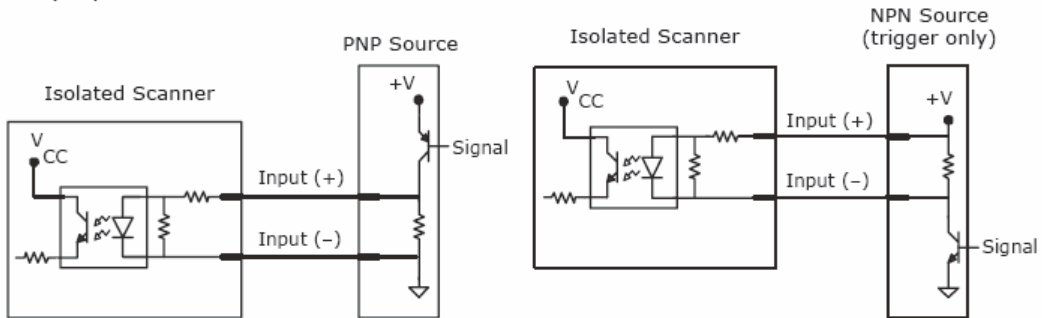 Isolated Scanner
PNP Source
+V
V
CC
Input (+)
Input (–)
Signal
Isolated Scanner
NPN Source
(trigger only)
V
CC
+V
Input (+)
Input (–)
Signal